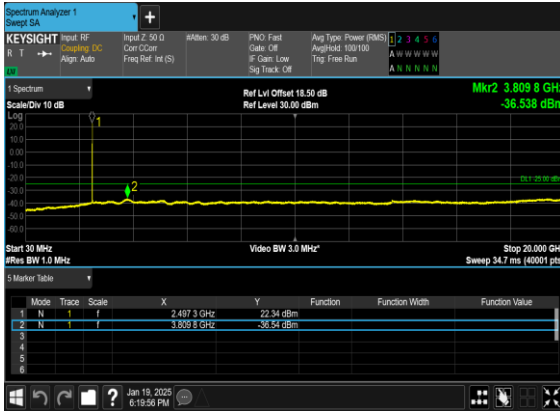 Spectrum Analyzer 1
Swept SA
+
KEYSIGHT Input: RF Input Z: 50 Ω #Atten: 30 dB PNO: Fast Avg Type: Power (RMS) 1 2 3 4 5 6
R T Coupling: DC Corr CCorr Gate: Off Avg|Hold: 100/100 A W W W W W
Align: Auto Freq Ref: Int (S) IF Gain: Low Trig: Free Run
Sig Track: Off A N N N N N
1 Spectrum
Scale/Div 10 dB
Ref Lvl Offset 18.50 dB
Ref Level 30.00 dBm
Mkr2 3.809 8 GHz
-36.538 dBm
Log
20.0
10.0
0.00
-10.0
-20.0
-30.0
-40.0
-50.0
-60.0
1
2
DL1 -25.00 dBm
Start 30 MHz Video BW 3.0 MHz* Stop 20.000 GHz
#Res BW 1.0 MHz Sweep 34.7 ms (40001 pts)
5 Marker Table
Mode Trace Scale X Y Function Function Width Function Value
1 N 1 f 2.497 3 GHz 22.34 dBm
2 N 1 f 3.809 8 GHz -36.54 dBm
3
4
5
6
? Jan 19, 2025
6:19:56 PM